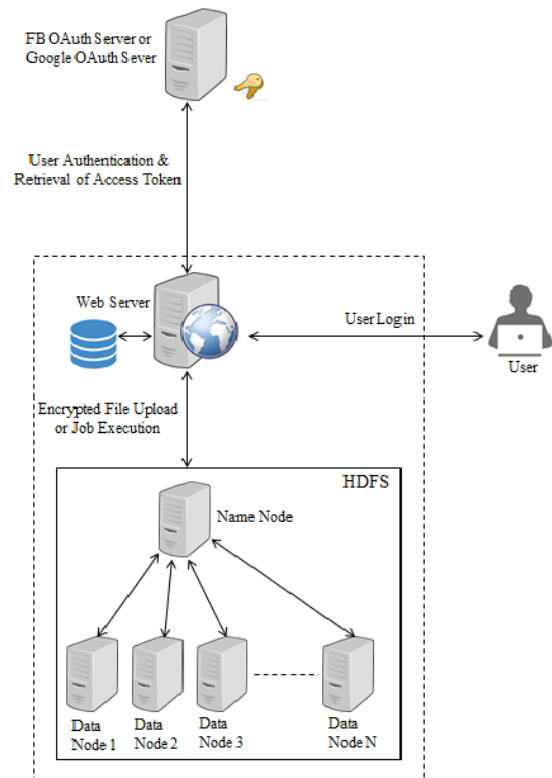 FB OAuth Server or
Google OAuth Sever
User Authentication &
Retrieval of Access Token
Web Server
User Login
User
Encrypted File Upload
or Job Execution
HDFS
Name Node
Data
Node 1
Data
Node 2
Data
Node 3
Data
Node N